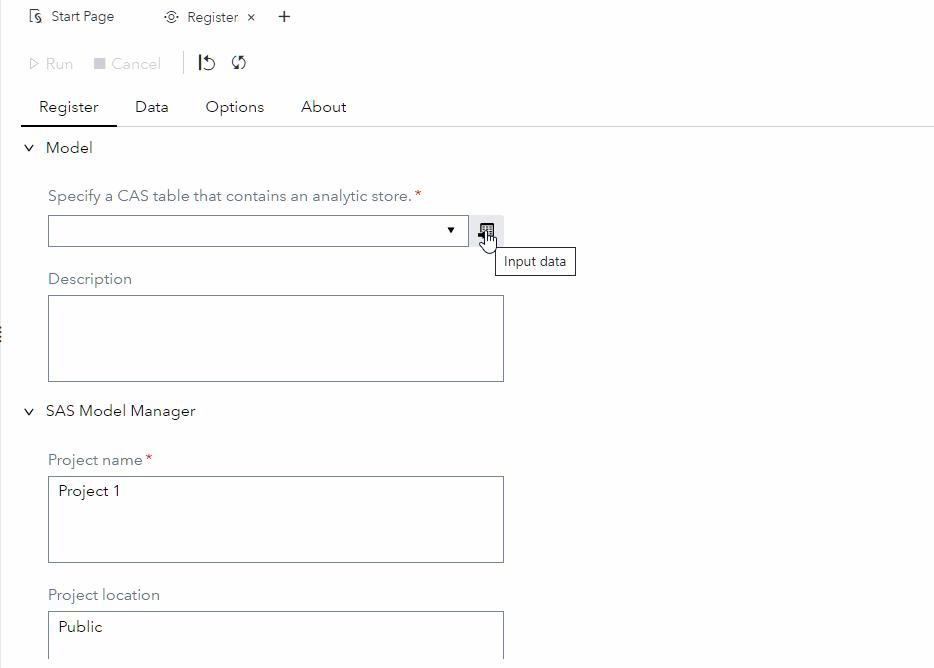 Start Page
Register
Run
Cancel
Register
Data
Options
About
Model
Specify a CAS table that contains an analytic store.*
Input data
Description
SAS Model Manager
Project name*
Project 1
Project location
Public